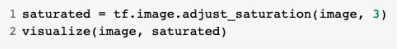 1 saturated = tf.image.adjust_saturation(image, 3)
2 visualize(image, saturated)